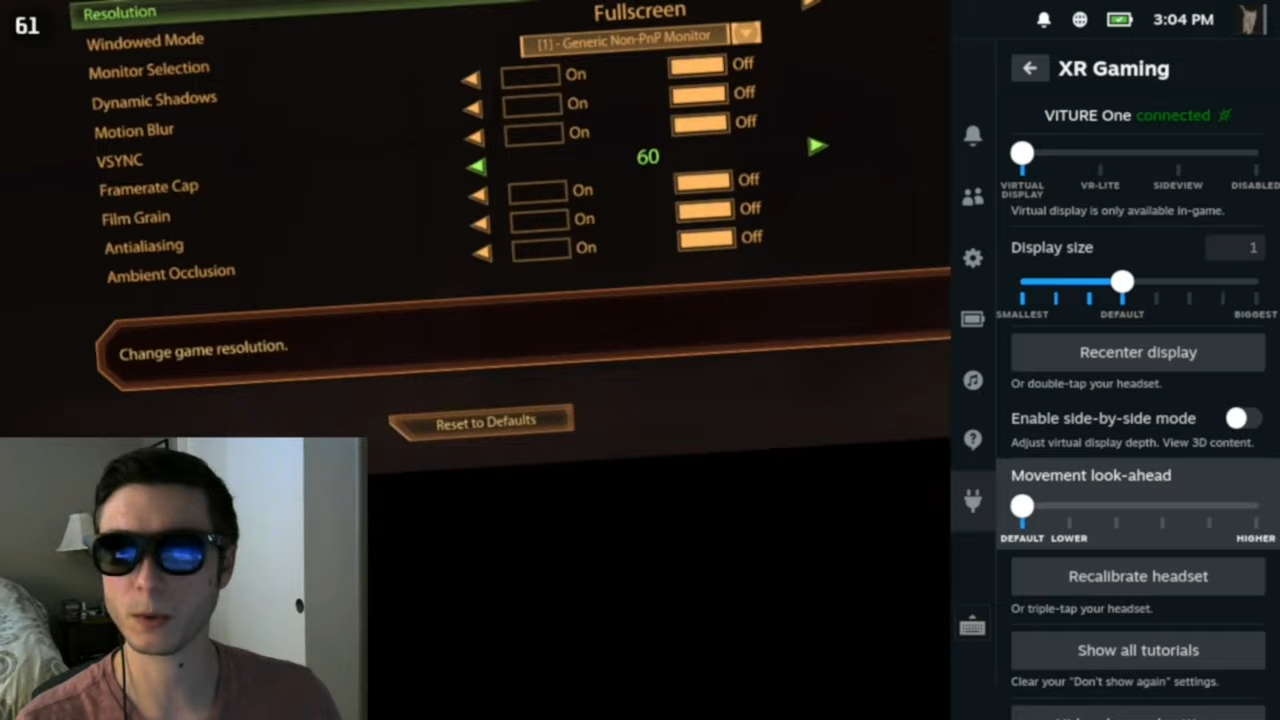 61
Resolution
Windowed Mode
Monitor Selection
Dynamic Shadows
Motion Blur
VSYNC
Framerate Cap
Film Grain
Antialiasing
Ambient Occlusion
Fullscreen
[1] - Generic Non-PnP Monitor
On Off
On Off
On Off
60
On Off
On Off
On Off
Change game resolution.
Reset to Defaults
3:04 PM
XR Gaming
VITURE One connected
VIRTUAL DISPLAY VR-LITE SIDEVIEW DISABLED
Virtual display is only available in-game.
Display size 1
SMALLEST DEFAULT BIGGEST
Recenter display
Or double-tap your headset.
Enable side-by-side mode
Adjust virtual display depth. View 3D content.
Movement look-ahead
DEFAULT LOWER HIGHER
Recalibrate headset
Or triple-tap your headset.
Show all tutorials
Clear your "Don't show again" settings.